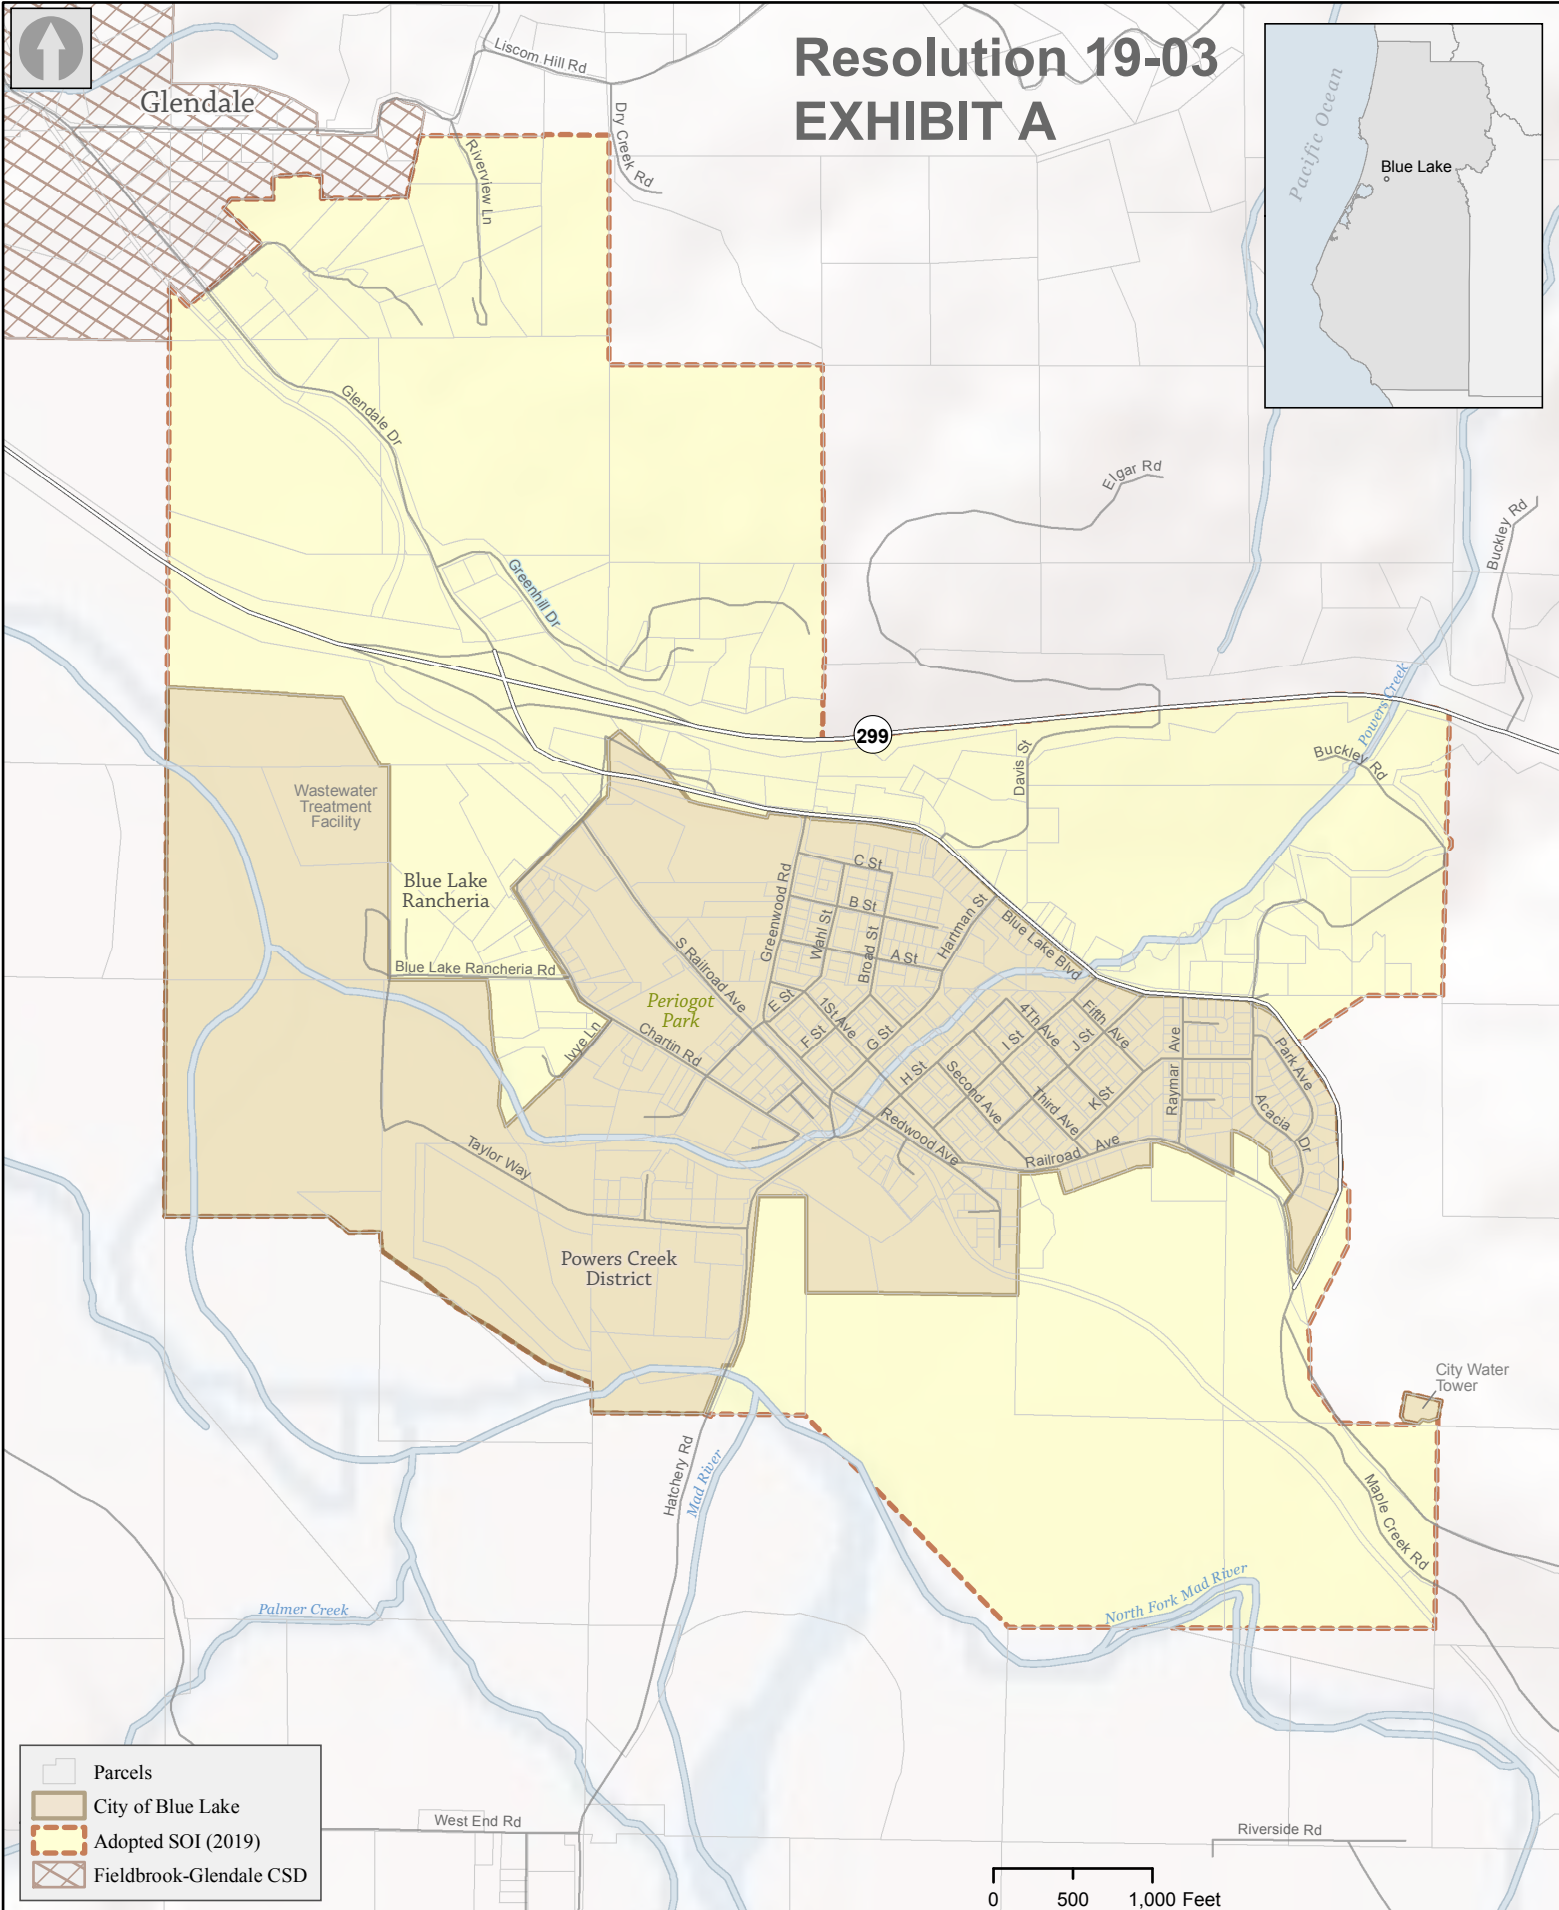 Resolution 19-03
EXHIBIT A
Liscom Hill Rd
Glendale
Dry Creek Rd
Riverview Ln
Pacific Ocean
Blue Lake
Glendale Dr
Elgar Rd
Buckley Rd
Greenhill Dr
Powers Creek
299
Buckley Rd
Davis St
Wastewater
Treatment
Facility
C St
Blue Lake
Rancheria
B St
Greenwood Rd
Wahl St
Broad St
Hartman St
Blue Lake Blvd
A St
S Railroad Ave
Blue Lake Rancheria Rd
Periogot
Park
E St
1St Ave
F St
G St
4Th Ave
Fifth Ave
I St
J St
Ivye Ln
Chartin Rd
H St
Second Ave
Third Ave
K St
Raymar Ave
Park Ave
Acacia Dr
Redwood Ave
Railroad Ave
Taylor Way
Powers Creek
District
City Water
Tower
Hatchery Rd
Mad River
Maple Creek Rd
North Fork Mad River
Palmer Creek
Parcels
City of Blue Lake
Adopted SOI (2019)
Fieldbrook-Glendale CSD
West End Rd
Riverside Rd
0 500 1,000 Feet